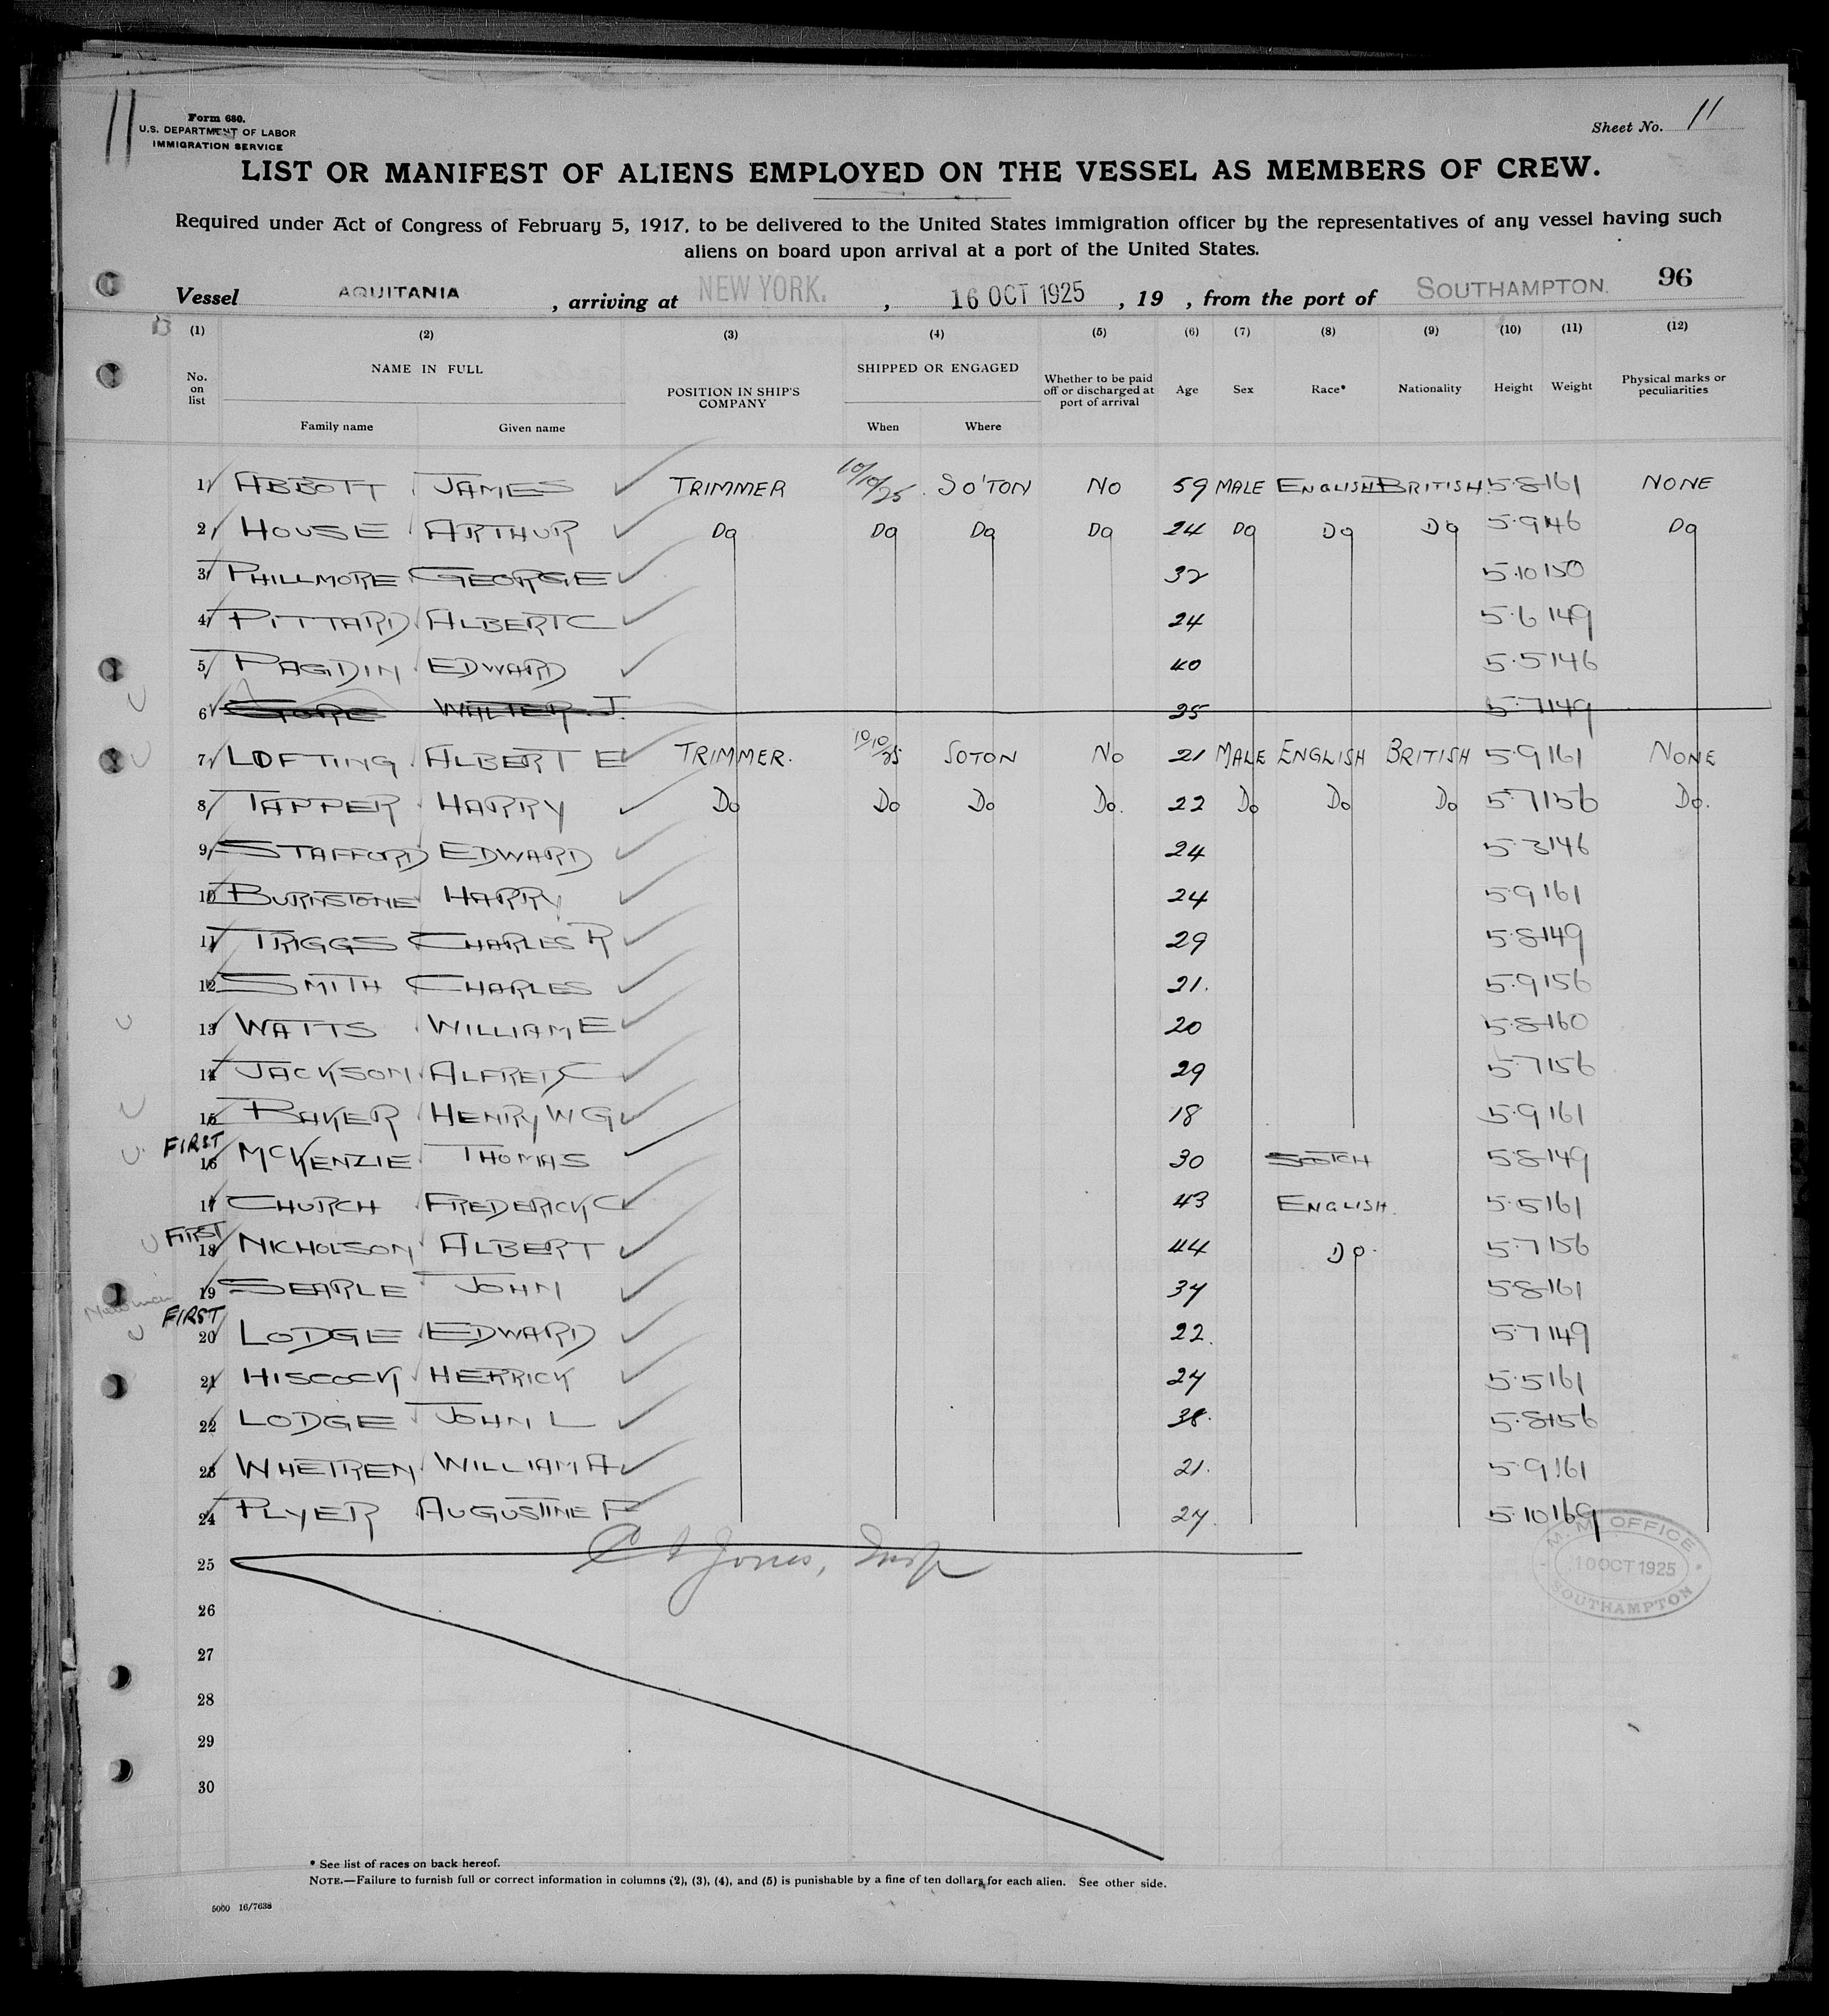 11
Form 680.
U.S. DEPARTMENT OF LABOR
IMMIGRATION SERVICE
Sheet No. 11
LIST OR MANIFEST OF ALIENS EMPLOYED ON THE VESSEL AS MEMBERS OF CREW.
Required under Act of Congress of February 5, 1917, to be delivered to the United States immigration officer by the representatives of any vessel having such
aliens on board upon arrival at a port of the United States.
96
Vessel AQUITANIA, arriving at NEW YORK., 16 OCT 1925, 19 , from the port of SOUTHAMPTON.
(1) (2) (3) (4) (5) (6) (7) (8) (9) (10) (11) (12)
No. on list NAME IN FULL POSITION IN SHIP'S COMPANY SHIPPED OR ENGAGED Whether to be paid off or discharged at port of arrival Age Sex Race* Nationality Height Weight Physical marks or peculiarities
Family name Given name When Where
1 ABBOTT JAMES TRIMMER 10/10/25 SO'TON NO 59 MALE ENGLISH BRITISH 5.8 161 NONE
2 HOUSE ARTHUR Do Do Do Do 24 Do Do Do 5.9 146 Do
3 PHILLMORE GEORGE 32 5.10 150
4 PITTARD ALBERT C 24 5.6 149
5 PAGDIN EDWARD 40 5.5 146
6 GORE WALTER J. 25 5.7 149
7 LOFTING ALBERT E TRIMMER. 10/10/25 SOTON NO 21 MALE ENGLISH BRITISH 5.9 161 NONE
8 TAPPER HARRY Do Do Do Do. 22 Do Do Do 5.7 156 Do.
9 STAFFORD EDWARD 24 5.3 146
10 BURNSTONE HARRY 24 5.9 161
11 TRIGGS CHARLES R 29 5.8 149
12 SMITH CHARLES 21. 5.9 156
13 WATTS WILLIAM E 20 5.8 160
14 JACKSON ALFRED C 29 5.7 156
15 BAKER HENRY W G 18 5.9 161
FIRST
16 MCKENZIE THOMAS 30 SCOTCH 5.8 149
17 CHURCH FREDERICK C 43 ENGLISH. 5.5 161
FIRST
18 NICHOLSON ALBERT 44 Do. 5.7 156
19 SEARLE JOHN 34 5.8 161
FIRST
20 LODGE EDWARD 22. 5.7 149
21 HISCOCK HERRICK 24 5.5 161
22 LODGE JOHN L 38. 5.8 156
23 WHETREN WILLIAM A 21. 5.9 161
24 PLYER AUGUSTINE F 24. 5.10 169
Jones, Insp
M.M. OFFICE
10 OCT 1925
SOUTHAMPTON
25
26
27
28
29
30
* See list of races on back hereof.
NOTE.—Failure to furnish full or correct information in columns (2), (3), (4), and (5) is punishable by a fine of ten dollars for each alien. See other side.
5000 16/7638